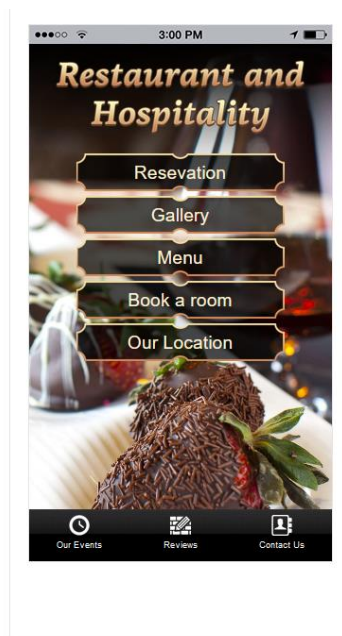 3:00 PM
Restaurant and
Hospitality
Resevation
Gallery
Menu
Book a room
Our Location
Our Events
Reviews
Contact Us